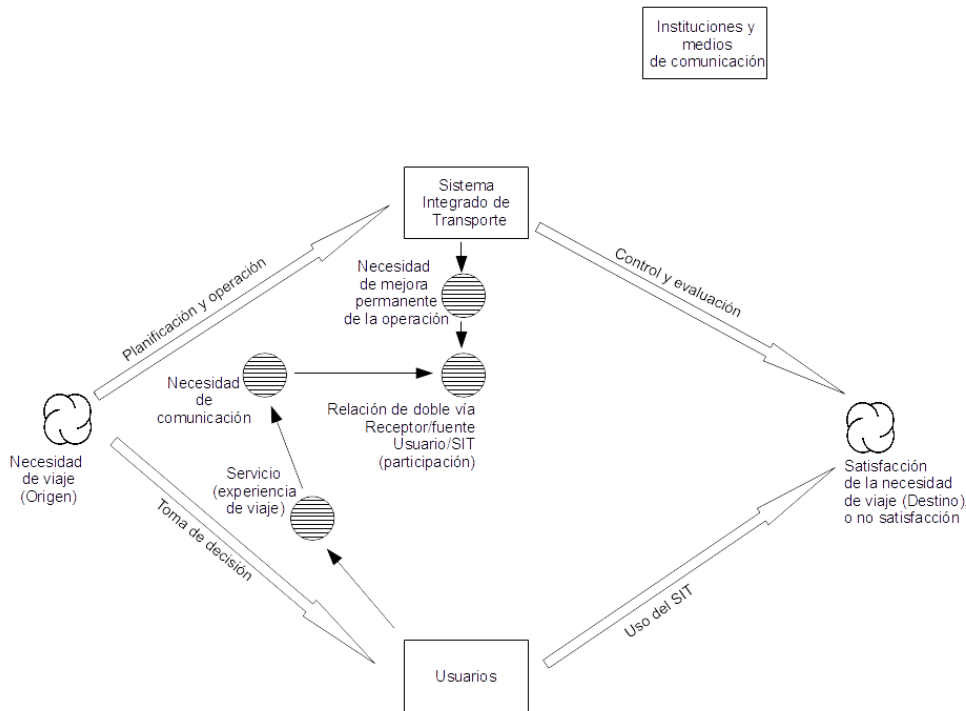 Instituciones y
medios
de comunicación
Sistema
Integrado de
Transporte
Planificación y operación
Control y evaluación
Necesidad
de mejora
permanente
de la operación
Necesidad
de
comunicación
Relación de doble vía
Receptor/fuente
Usuario/SIT
(participación)
Necesidad
de viaje
(Origen)
Satisfacción
de la necesidad
de viaje (Destino),
o no satisfacción
Servicio
(experiencia
de viaje)
Toma de decisión
Uso del SIT
Usuarios